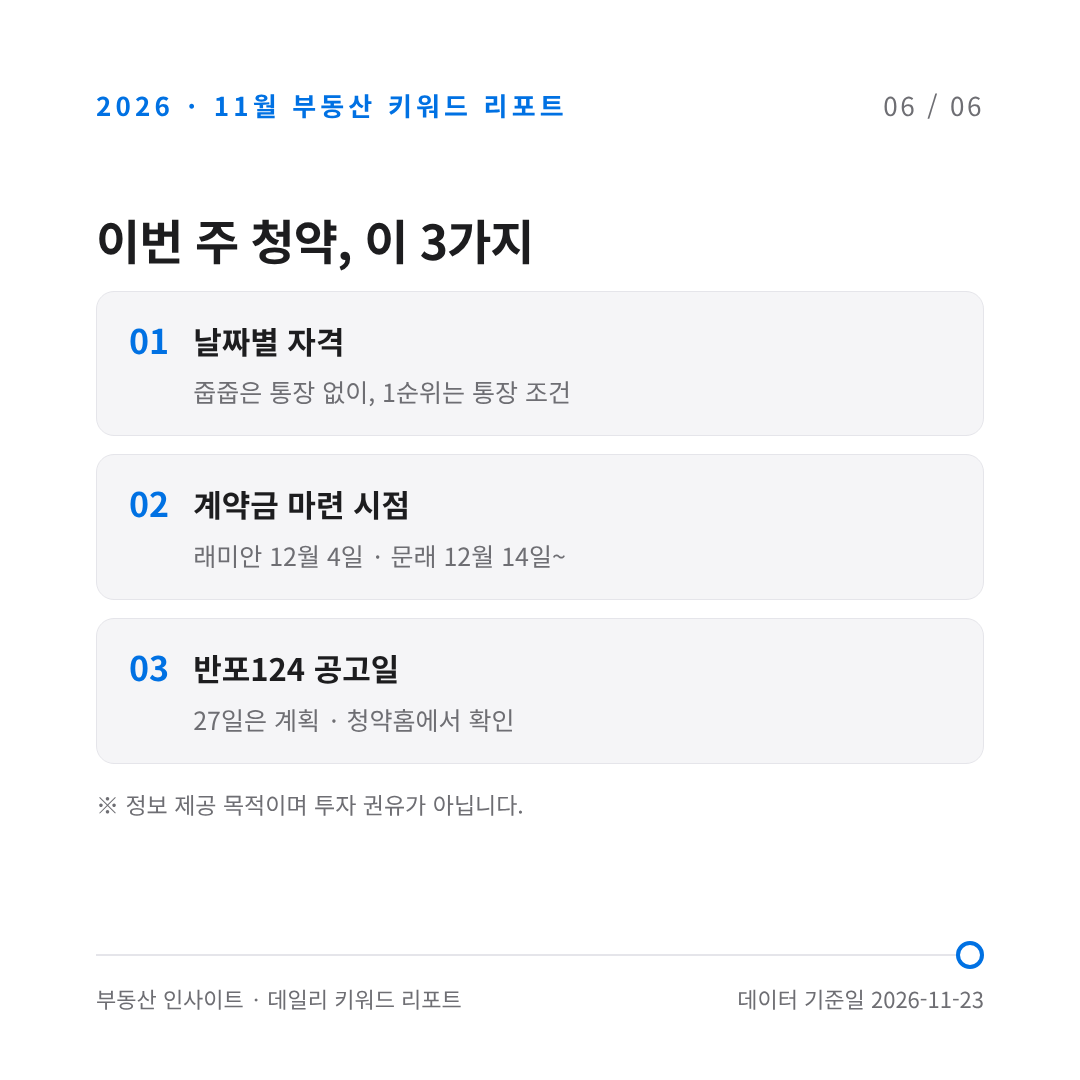 2026 · 11월 부동산 키워드 리포트
06 / 06
이번 주 청약, 이 3가지
01 날짜별 자격
줍줍은 통장 없이, 1순위는 통장 조건
02 계약금 마련 시점
래미안 12월 4일 · 문래 12월 14일~
03 반포124 공고일
27일은 계획 · 청약홈에서 확인
※ 정보 제공 목적이며 투자 권유가 아닙니다.
부동산 인사이트 · 데일리 키워드 리포트
데이터 기준일 2026-11-23